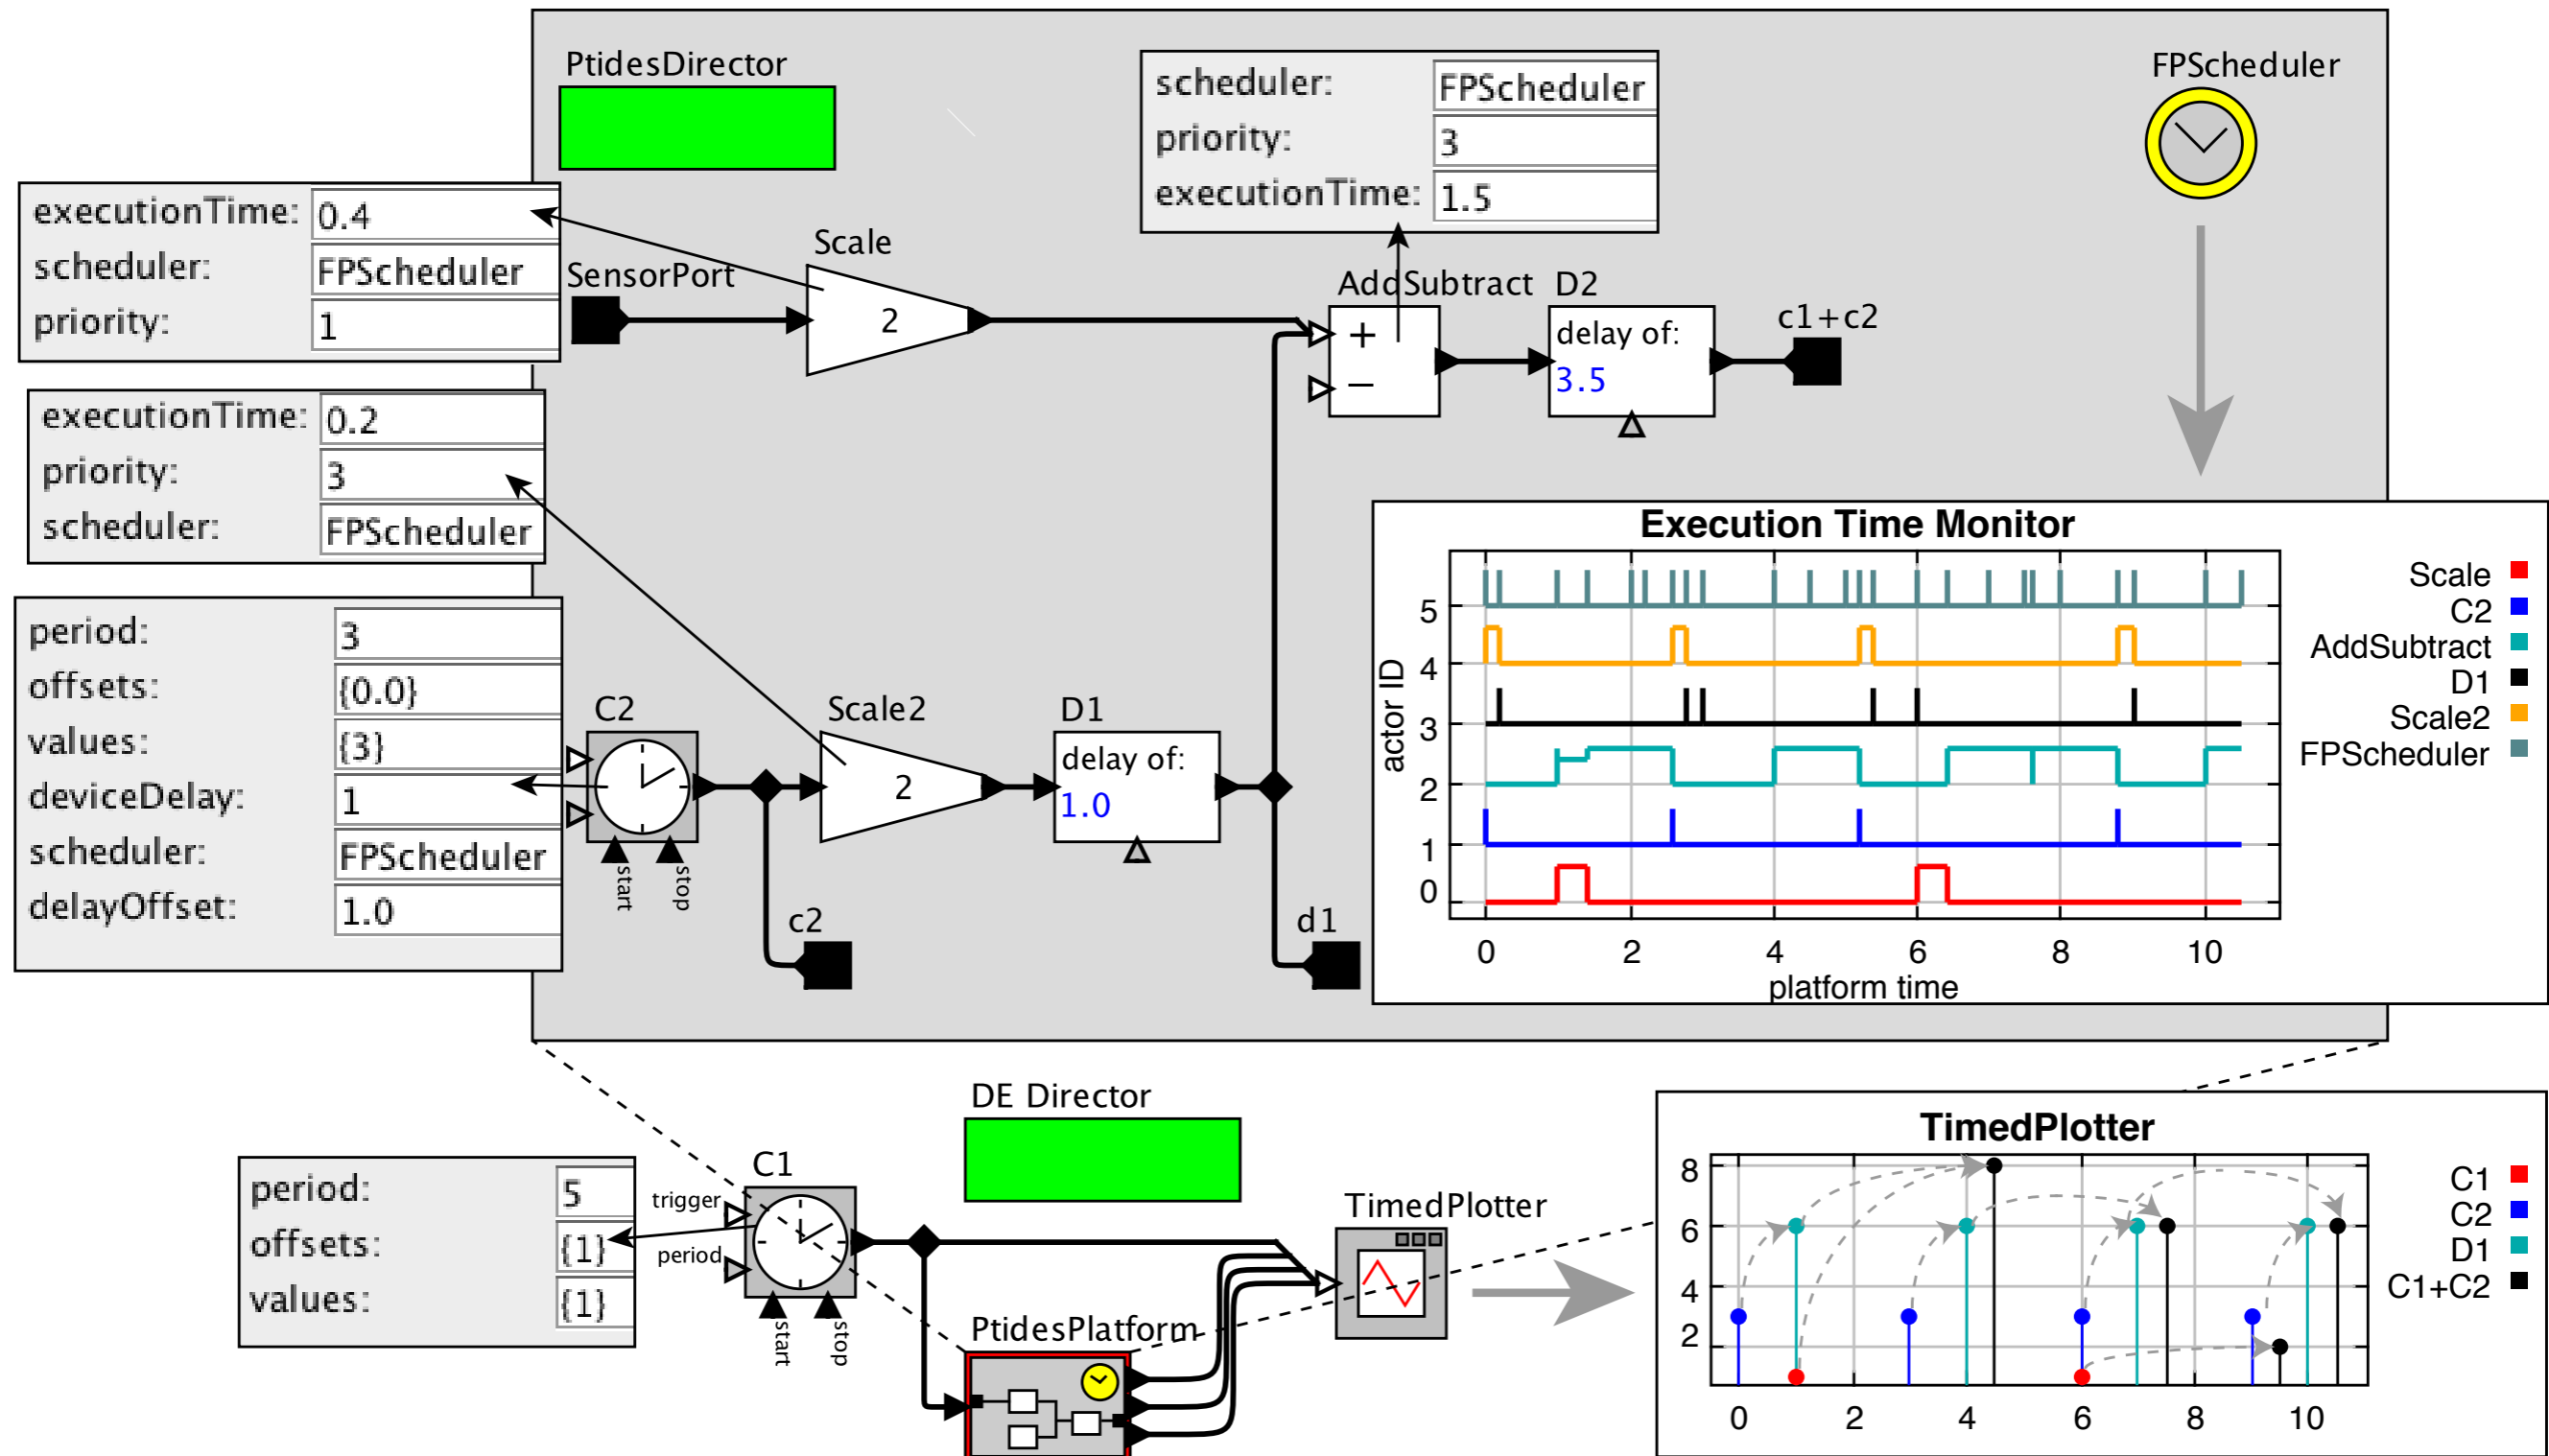 PtidesDirector
scheduler: FPScheduler
priority: 3
executionTime: 1.5
FPScheduler
executionTime: 0.4
scheduler: FPScheduler
priority: 1
SensorPort
Scale
2
AddSubtract
+
−
D2
delay of:
3.5
c1+c2
executionTime: 0.2
priority: 3
scheduler: FPScheduler
period: 3
offsets: {0.0}
values: {3}
deviceDelay: 1
scheduler: FPScheduler
delayOffset: 1.0
C2
start
stop
Scale2
2
D1
delay of:
1.0
c2
d1
Execution Time Monitor
actor ID
5
4
3
2
1
0
0 2 4 6 8 10
platform time
Scale
C2
AddSubtract
D1
Scale2
FPScheduler
DE Director
period: 5
offsets: {1}
values: {1}
C1
trigger
period
start
stop
PtidesPlatform
TimedPlotter
TimedPlotter
8
6
4
2
0 2 4 6 8 10
C1
C2
D1
C1+C2